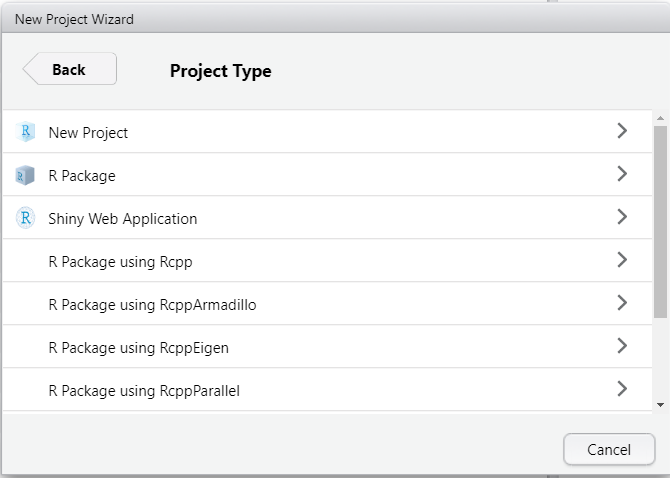 New Project Wizard
Back
Project Type
R New Project
R R Package
R Shiny Web Application
R Package using Rcpp
R Package using RcppArmadillo
R Package using RcppEigen
R Package using RcppParallel
Cancel